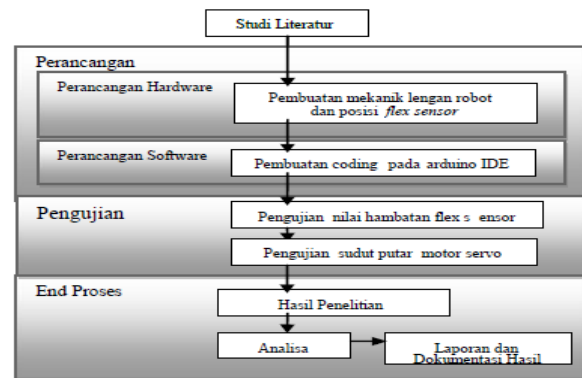 Studi Literatur
Perancangan
Perancangan Hardware
Pembuatan mekanik lengan robot
dan posisi flex sensor
Perancangan Software
Pembuatan coding pada arduino IDE
Pengujian
Pengujian nilai hambatan flex s ensor
Pengujian sudut putar motor servo
End Proses
Hasil Penelitian
Analisa
Laporan dan
Dokumentasi Hasil